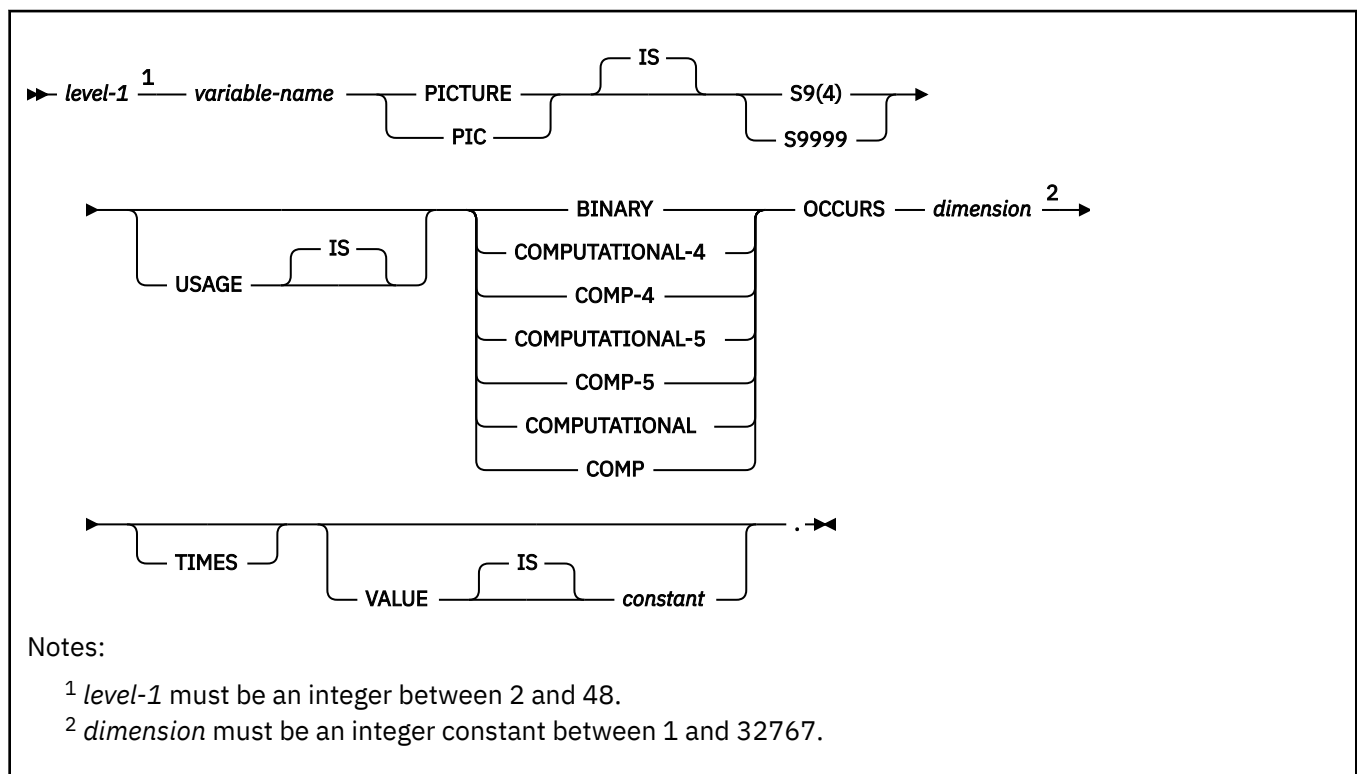 IS
level-1 1 variable-name PICTURE S9(4)
PIC S9999
BINARY OCCURS dimension 2
IS COMPUTATIONAL-4
USAGE COMP-4
COMPUTATIONAL-5
COMP-5
COMPUTATIONAL
COMP
.
TIMES IS
VALUE constant
Notes:
1 level-1 must be an integer between 2 and 48.
2 dimension must be an integer constant between 1 and 32767.